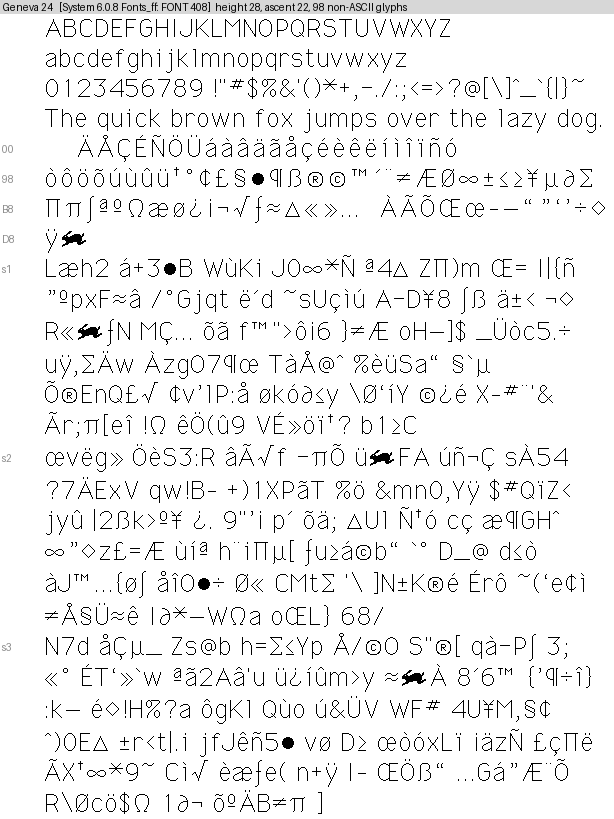 Geneva 24 [System 6.0.8 Fonts_ff FONT 408] height 28, ascent 22, 98 non-ASCII glyphs
ABCDEFGHIJKLMNOPQRSTUVWXYZ
abcdefghijklmnopqrstuvwxyz
0123456789 !"#$%&'()*+,-./:;<=>?@[\]^_`{|}~
The quick brown fox jumps over the lazy dog.
00 ÄÅÇÉÑÖÜáàâäãåçéèêëíìîïñó
98 òôöõúùûü†°¢£§●¶ß®©™´¨≠ÆØ∞±≤≥¥µ∂Σ
B8 Ππ∫ªºΩæø¿¡¬√ƒ≈∆«»… ÀÃÕŒœ–—“”‘’÷◊
D8 ÿ
s1 Læh2 á+3●B WùKi J0∞*Ñ ª4∆ ZΠ)m Œ= I|{ñ
”ºpxF≈â /°Gjqt ë´d ~sUçìú A–D¥8 ∫ß ä±< ¬◊
R« ƒN MÇ… õã f™">ôi6 }≠Æ oH—]$ _Üòc5.÷
uÿ,ΣÄw ÀzgO7¶œ TàÅ@^ %èüSa“ §`µ
Õ®EnQ£√ ¢v’lP:å økó∂≤y \Ø‘íY ©¿é X-#¨'&
Ãr;π[eî !Ω êÖ(û9 VÉ»öï†? b1≥C
s2 œvëg» ÖèS3:R âÃ√f -πÕ ü FA úñ¬Ç sÀ54
?7ÄExV qw!B– +)1XPãT %ö &mn0,Yÿ $#QïZ<
jyû |2ßk>º¥ ¿. 9"’i p´ õä; ∆Ul Ñ†ó cç æ¶GH^
∞”◊z£=Æ ùíª h¨iΠµ[ ƒu≥á©b“ `° D_@ d≤ò
àJ™…{ø∫ åîO●÷ Ø« CMtΣ '\ ]N±K®é Érô ~(‘e¢ì
≠Å§Ü≈ê I∂*—WΩa oŒL} 68/
s3 N7d åÇµ_ Zs@b h=Σ≤Yp Å/©O S"®[ qà–P∫ 3;
«° ÉT‘»`w ªã2Aâ'u ü¿íûm>y ≈ À 8´6™ {’¶÷î}
:k— é◊!H%?a ôgKl Qùo ú&ÜV WF# 4U¥M,§¢
^)0E∆ ±r<t|.i jfJêñ5● vø D≥ œòóxLï iäzÑ £çΠë
ÃX†∞*9~ Cì√ èæƒe( n+ÿ I- ŒÖß“ …Gá”Æ¨Õ
R\Øcö$Ω 1∂¬ õºÄB≠π ]